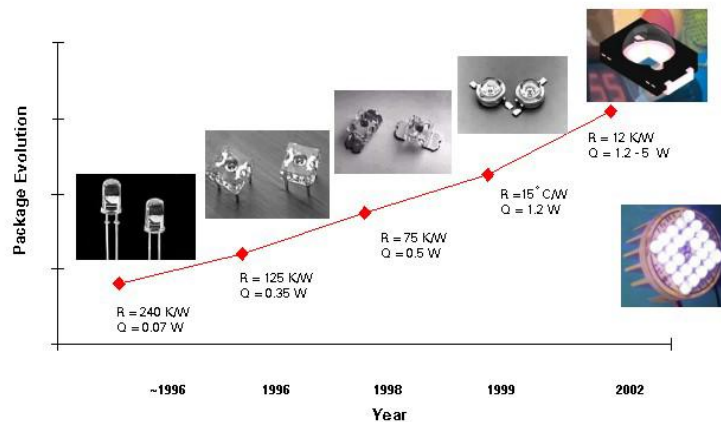 Package Evolution
R = 240 K/W
Q = 0.07 W
R = 125 K/W
Q = 0.35 W
R = 75 K/W
Q = 0.5 W
R =15°C/W
Q = 1.2 W
R = 12 K/W
Q = 1.2 - 5 W
~1996
1996
1998
1999
2002
Year